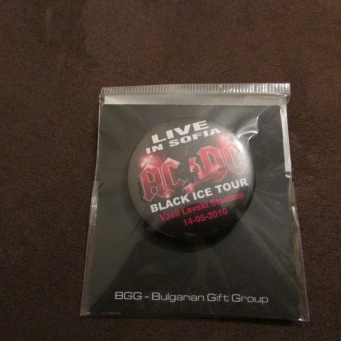 LIVE
IN SOFIA
AC DC
BLACK ICE TOUR
Vasil Levski Stadium
14-05-2010
BGG - Bulgarian Gift Group